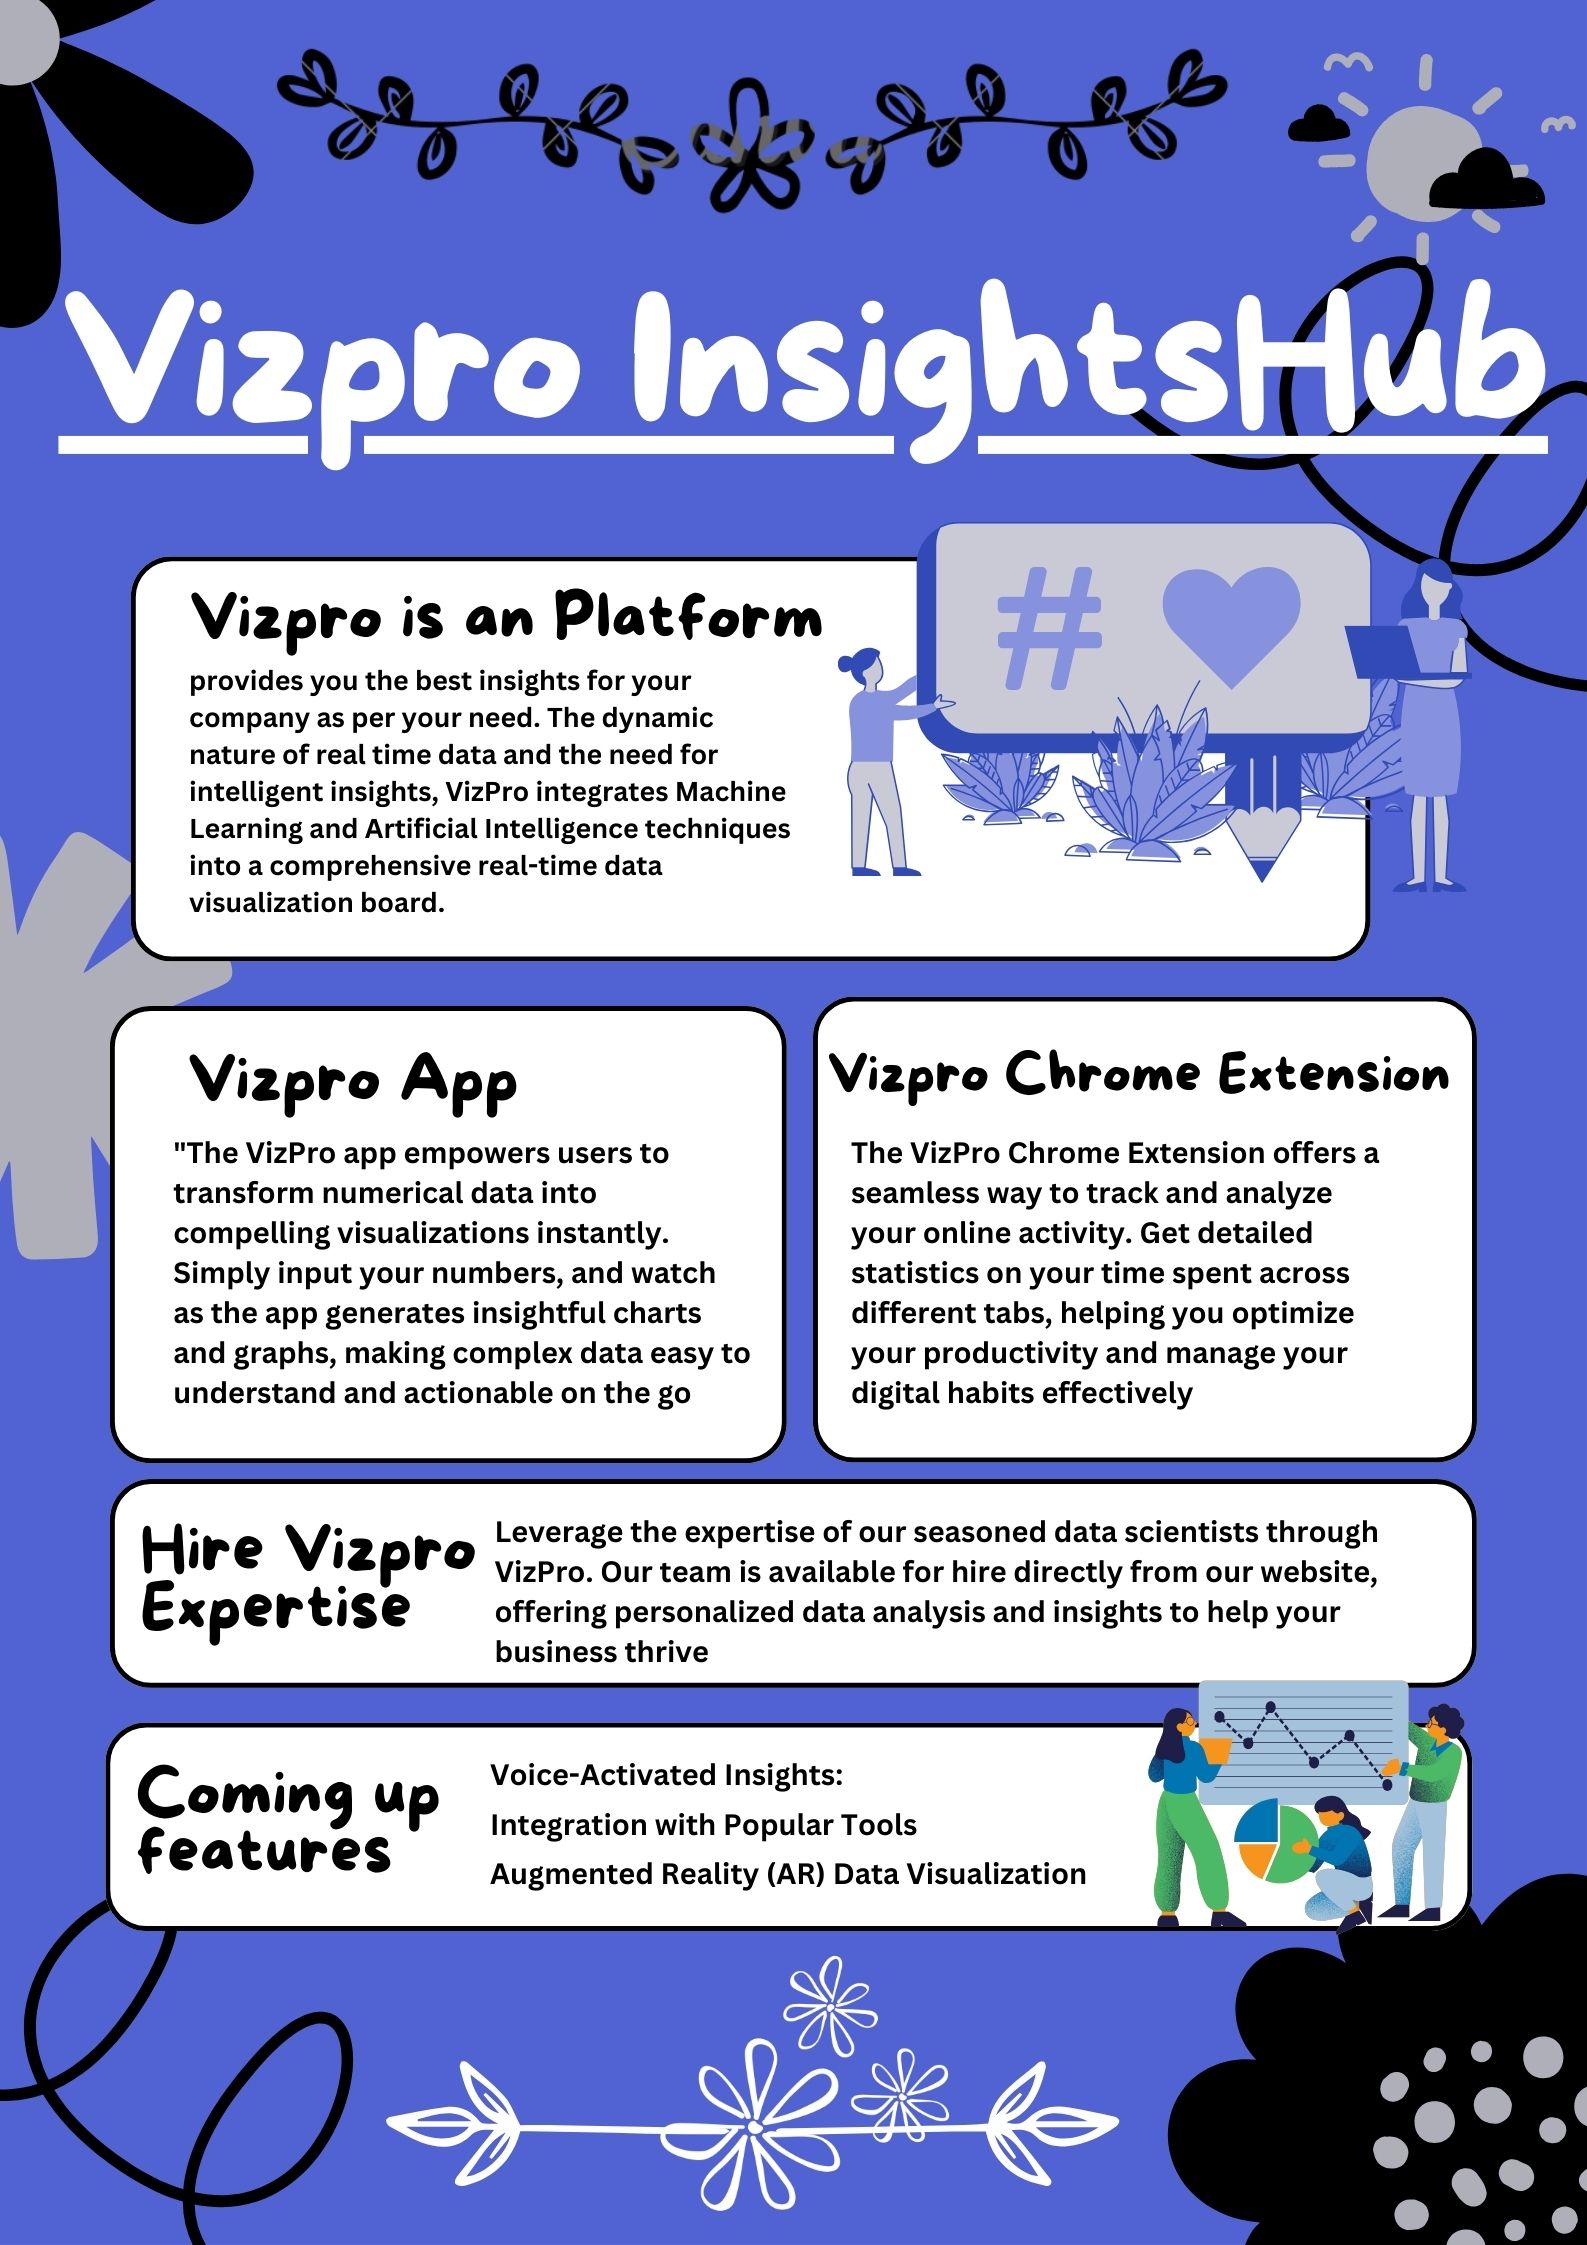 Vizpro InsightsHub
Vizpro is an Platform
provides you the best insights for your
company as per your need. The dynamic
nature of real time data and the need for
intelligent insights, VizPro integrates Machine
Learning and Artificial Intelligence techniques
into a comprehensive real-time data
visualization board.
#
Vizpro App
"The VizPro app empowers users to
transform numerical data into
compelling visualizations instantly.
Simply input your numbers, and watch
as the app generates insightful charts
and graphs, making complex data easy to
understand and actionable on the go
Vizpro Chrome Extension
The VizPro Chrome Extension offers a
seamless way to track and analyze
your online activity. Get detailed
statistics on your time spent across
different tabs, helping you optimize
your productivity and manage your
digital habits effectively
Hire Vizpro
Expertise
Leverage the expertise of our seasoned data scientists through
VizPro. Our team is available for hire directly from our website,
offering personalized data analysis and insights to help your
business thrive
Coming up
features
Voice-Activated Insights:
Integration with Popular Tools
Augmented Reality (AR) Data Visualization